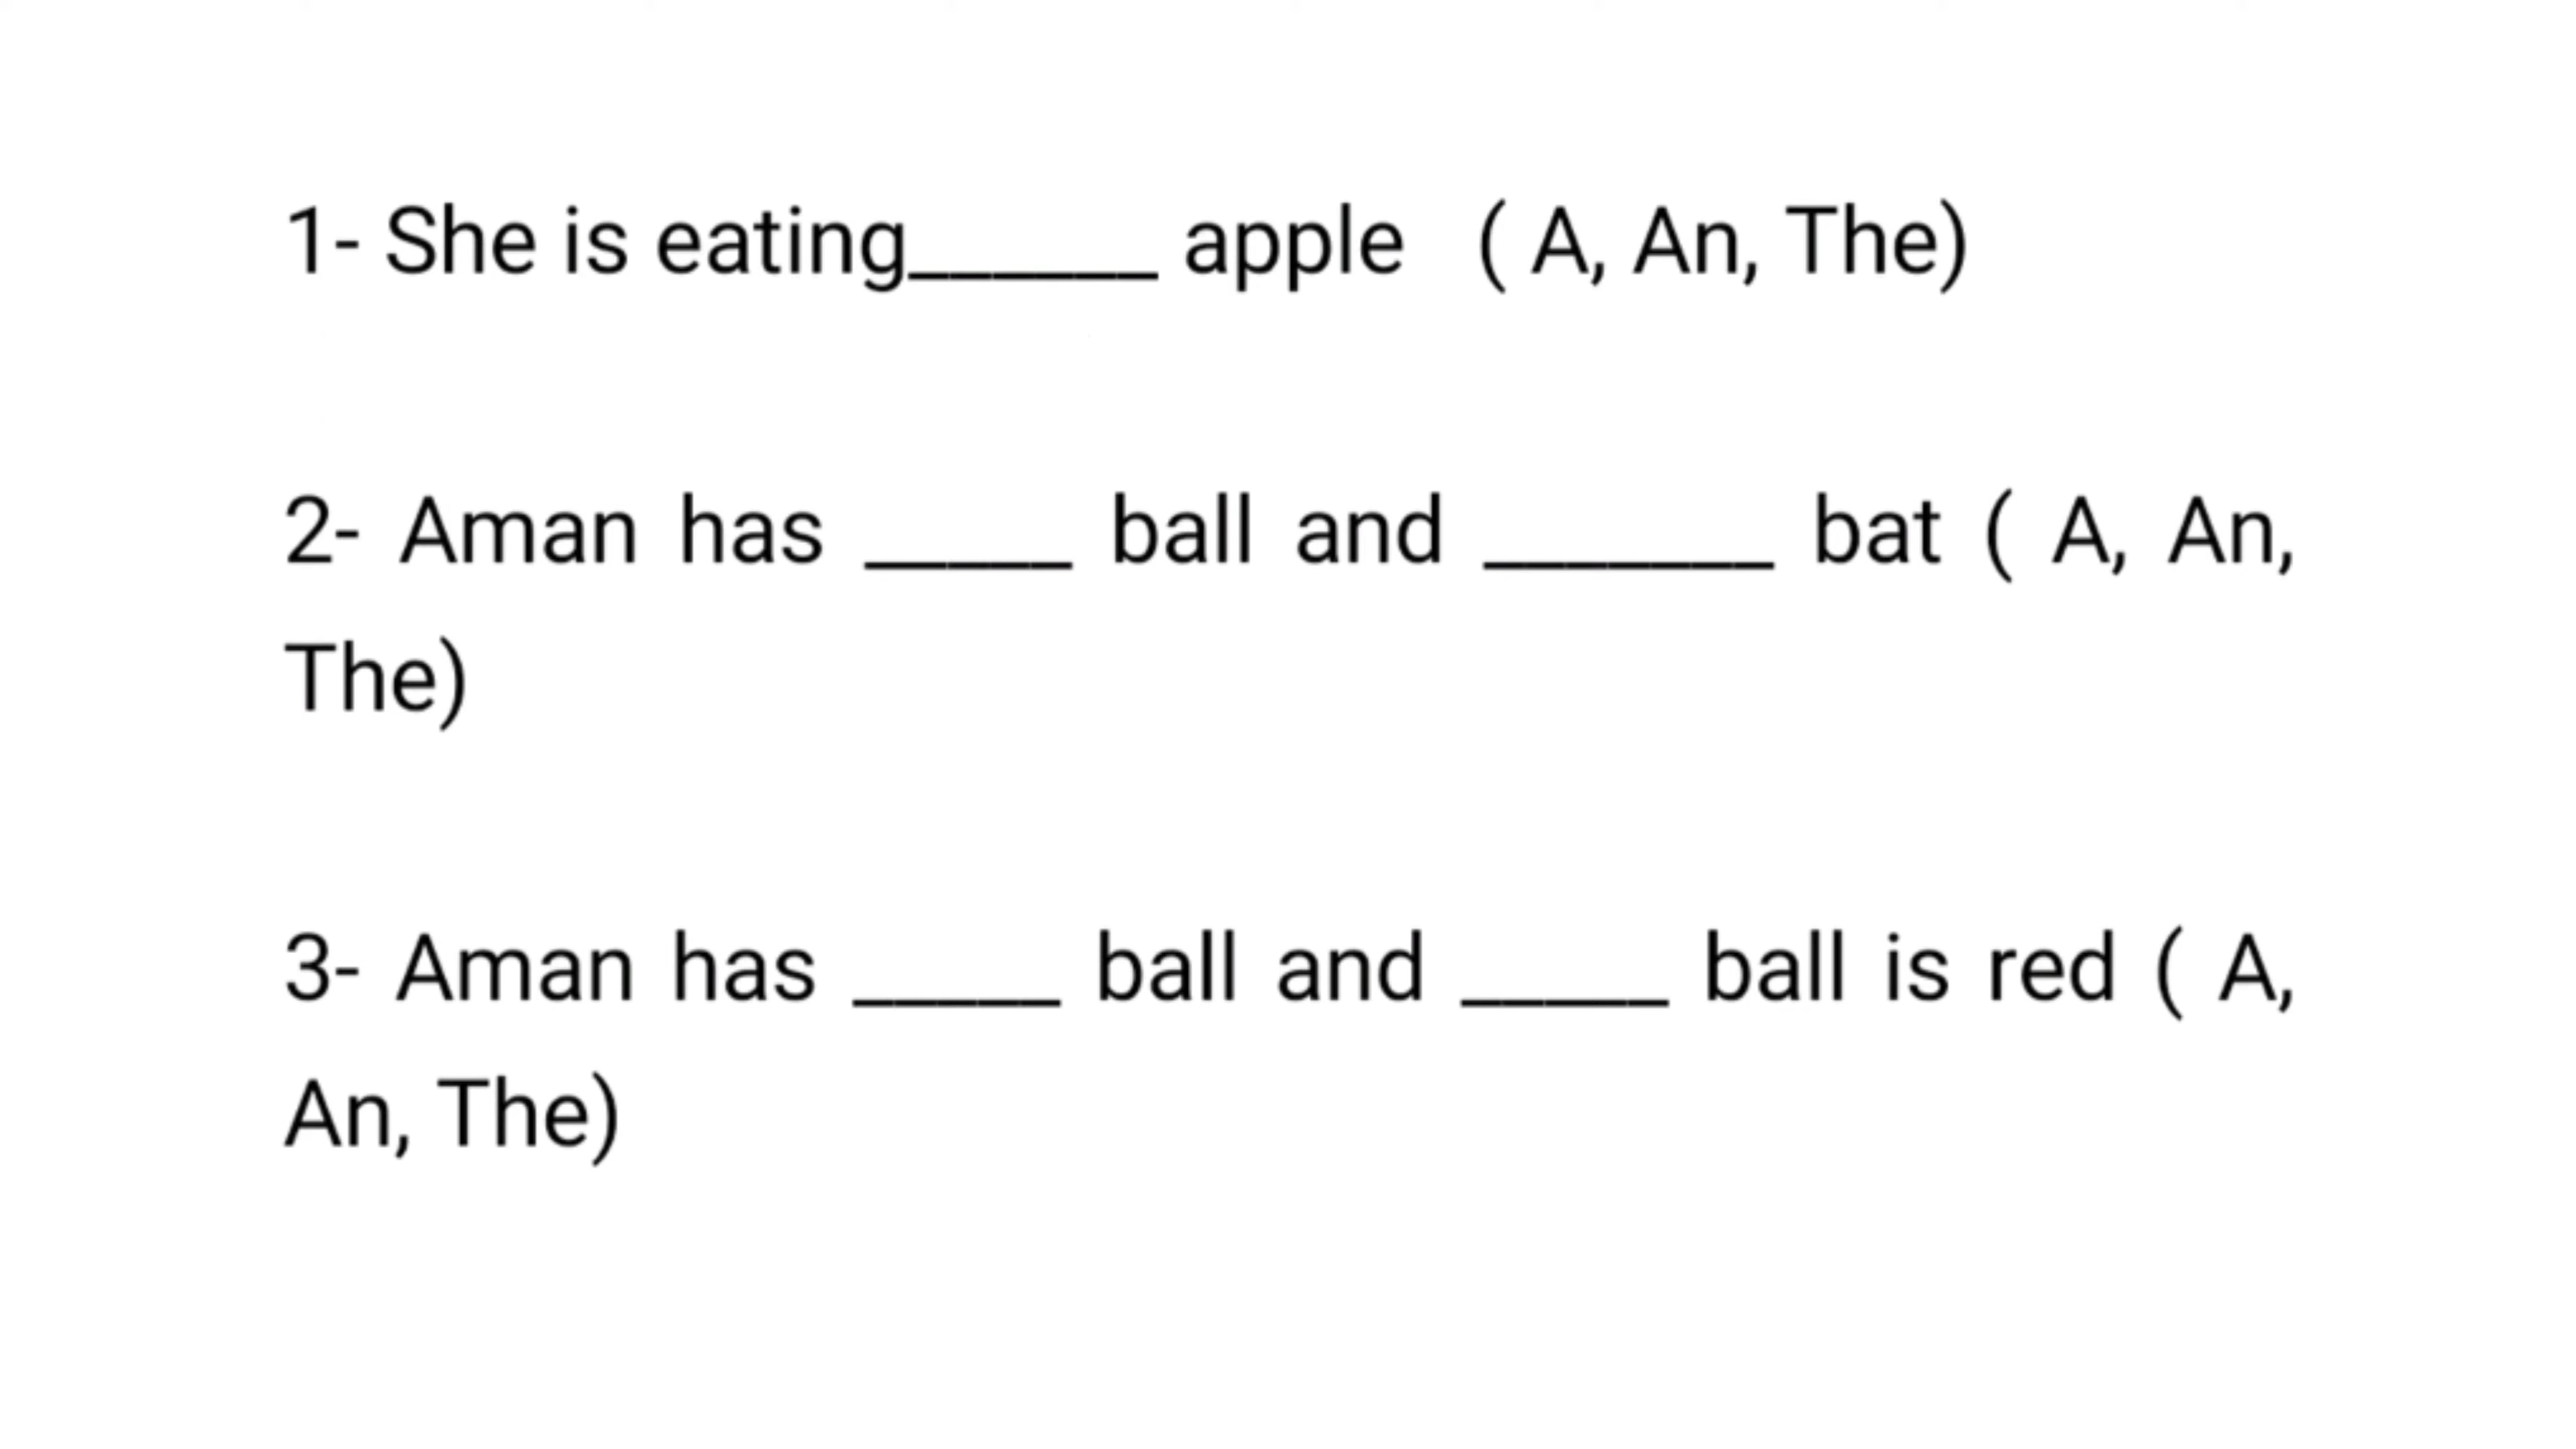 1- She is eating______ apple ( A, An, The)
2- Aman has _____ ball and _______ bat ( A, An,
The)
3- Aman has _____ ball and _____ ball is red ( A,
An, The)